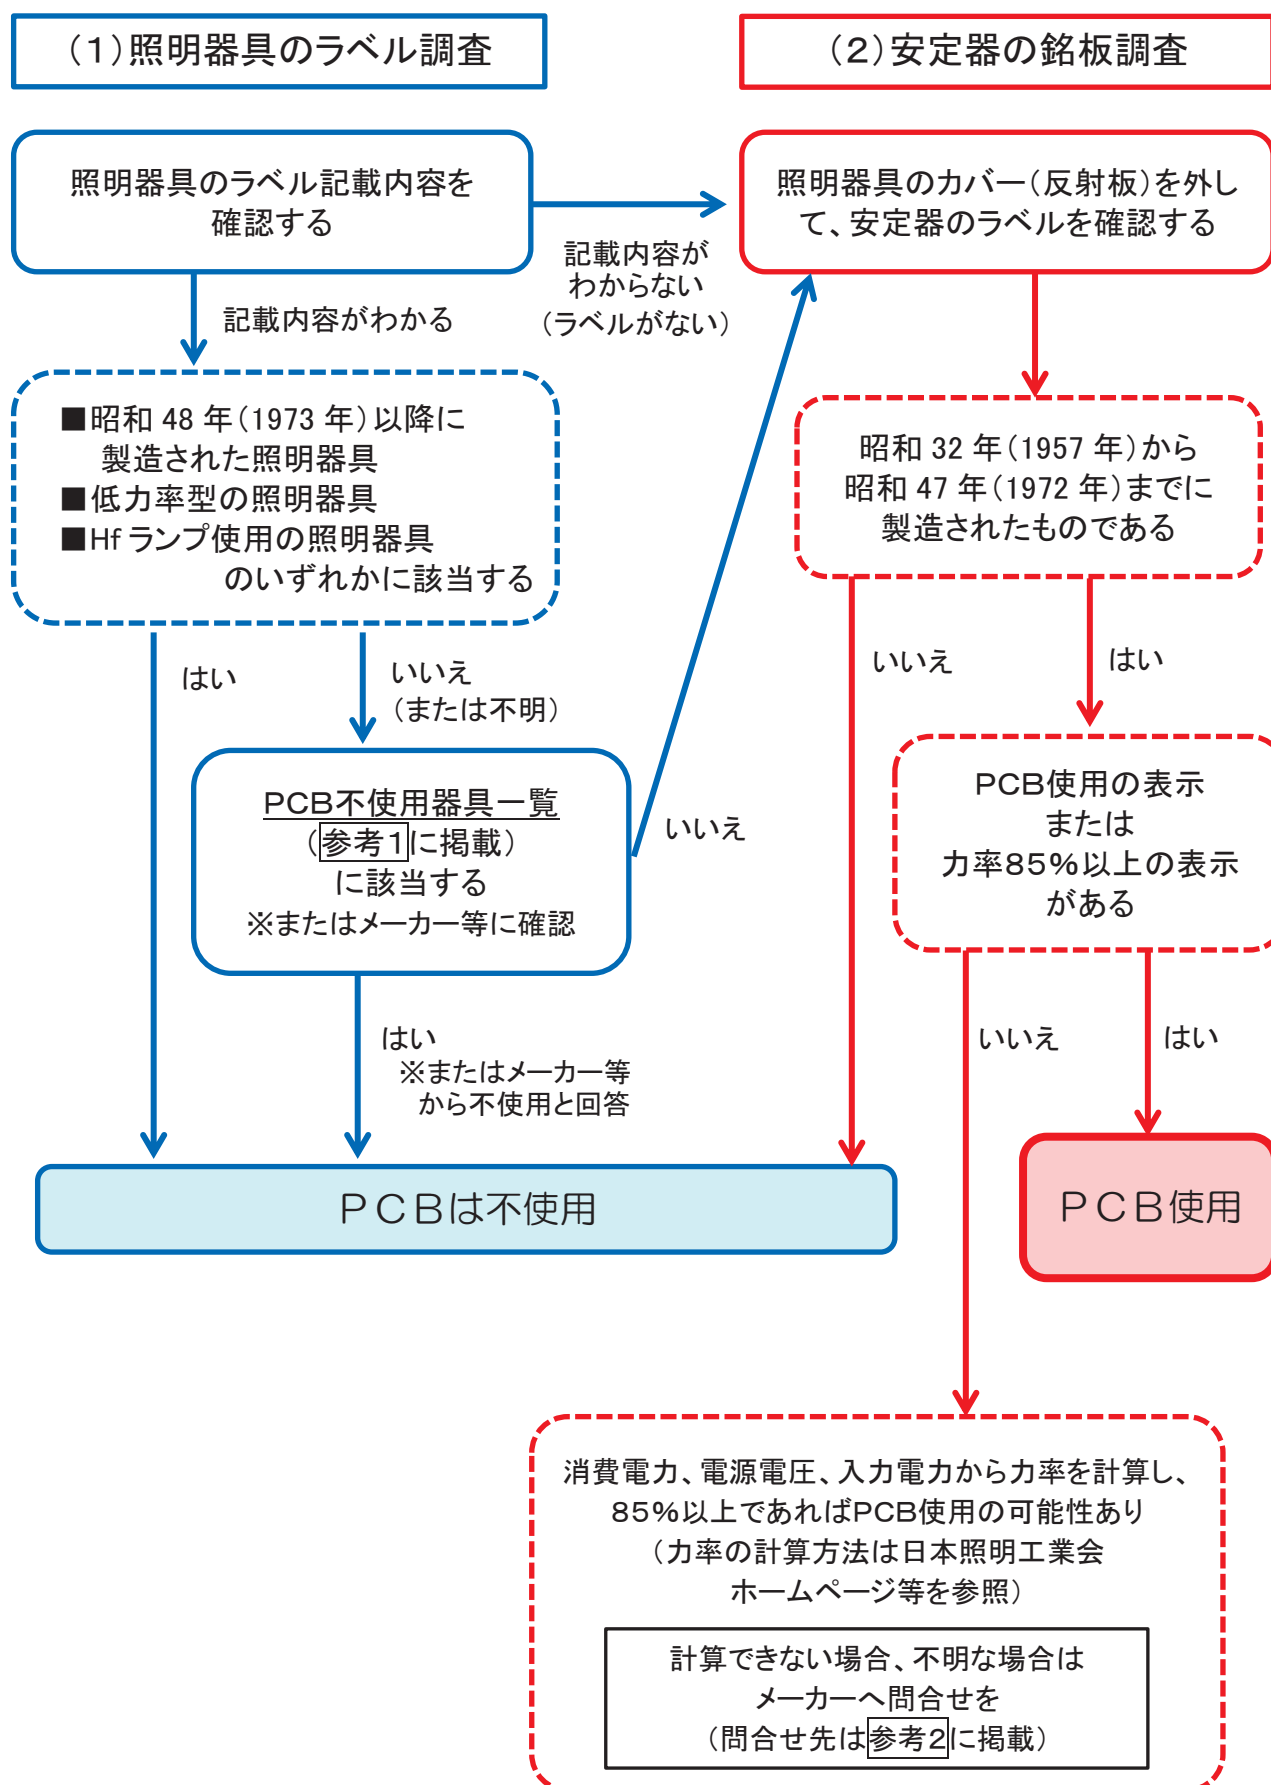 (1)照明器具のラベル調査
(2)安定器の銘板調査
照明器具のラベル記載内容を
確認する
照明器具のカバー(反射板)を外し
て、安定器のラベルを確認する
記載内容が
わからない
(ラベルがない)
記載内容がわかる
■昭和 48 年(1973 年)以降に
製造された照明器具
■低力率型の照明器具
■Hf ランプ使用の照明器具
のいずれかに該当する
昭和 32 年(1957 年)から
昭和 47 年(1972 年)までに
製造されたものである
はい
いいえ
(または不明)
いいえ
はい
PCB不使用器具一覧
(参考1に掲載)
に該当する
※またはメーカー等に確認
いいえ
PCB使用の表示
または
力率85%以上の表示
がある
はい
※またはメーカー等
から不使用と回答
いいえ
はい
PCBは不使用
PCB使用
消費電力、電源電圧、入力電力から力率を計算し、
85%以上であればPCB使用の可能性あり
(力率の計算方法は日本照明工業会
ホームページ等を参照)
計算できない場合、不明な場合は
メーカーへ問合せを
(問合せ先は参考2に掲載)